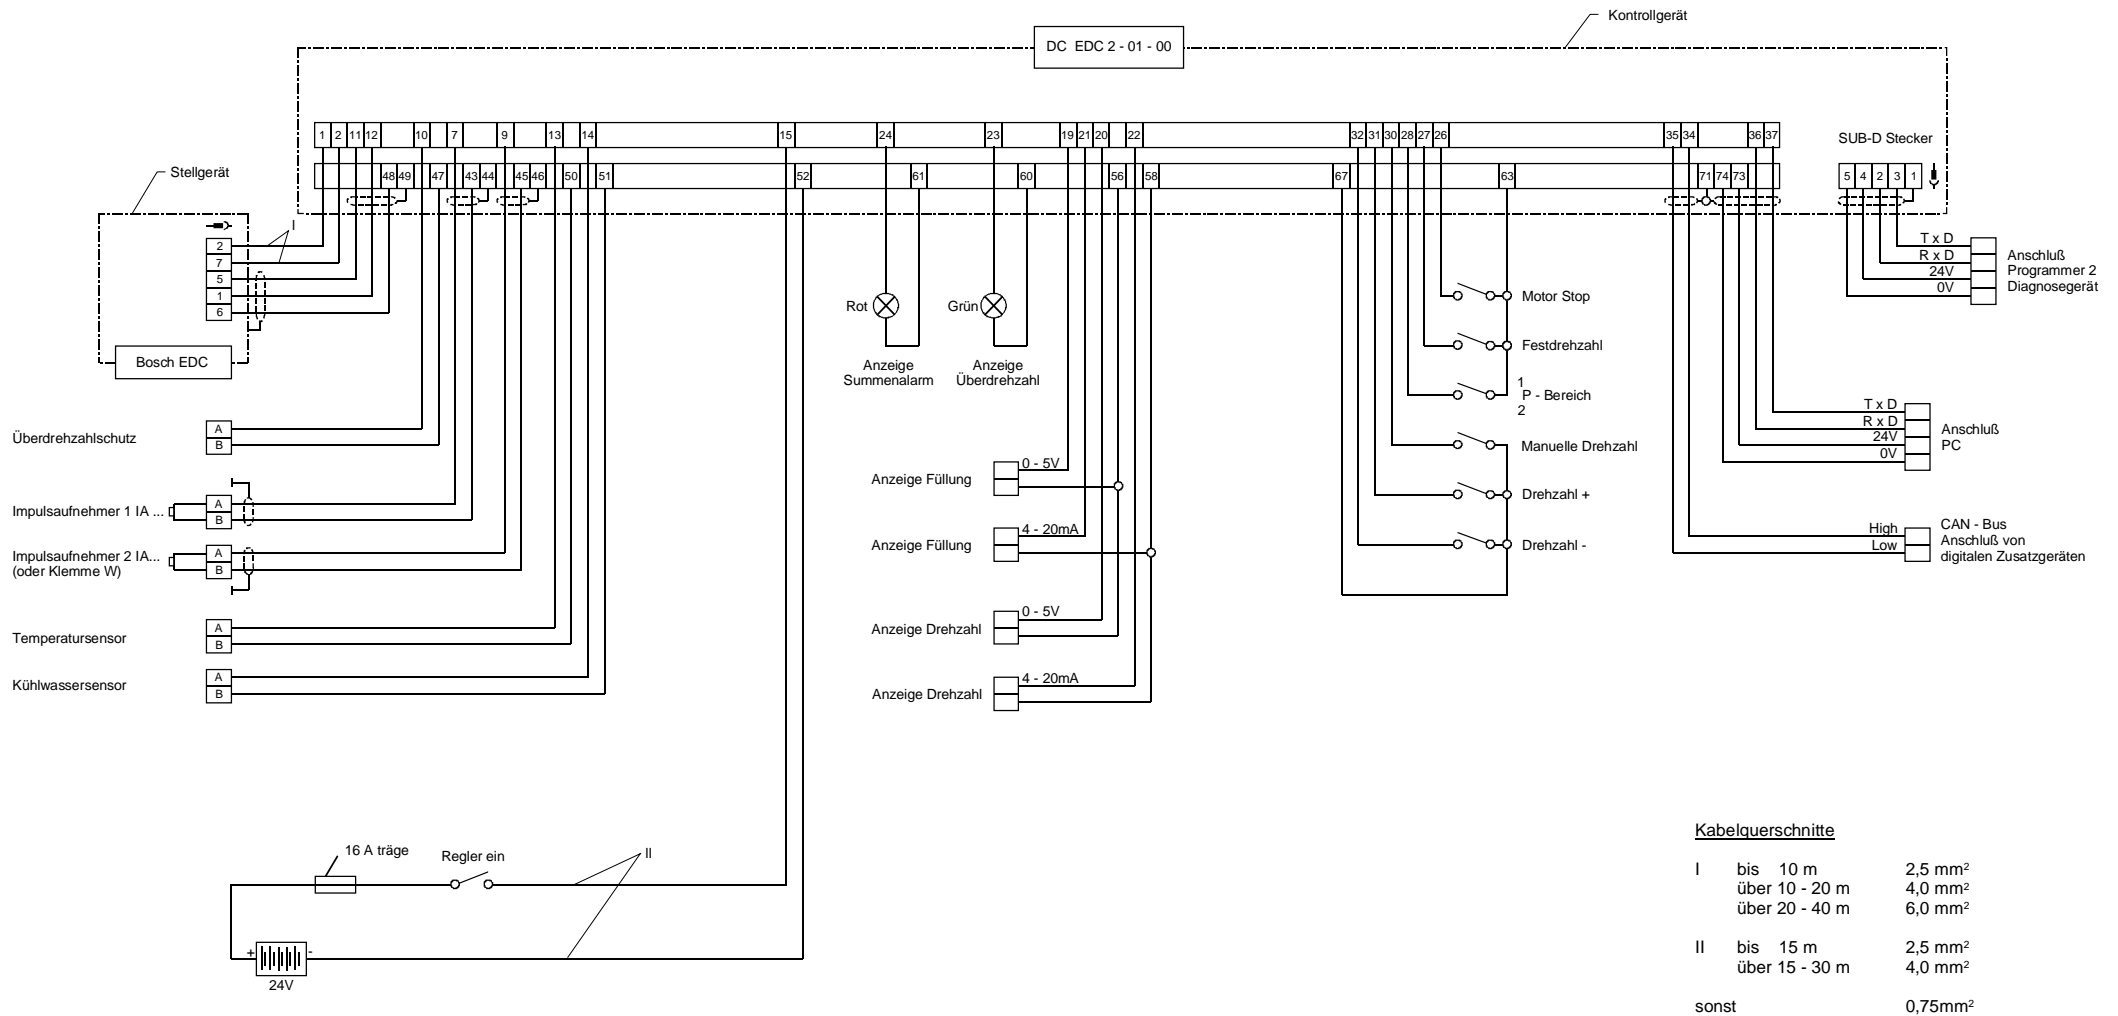 Kontrollgerät
DC EDC 2 - 01 - 00
1 2 11 12 10 7 9 13 14 15 24 23 19 21 20 22 32 31 30 28 27 26 35 34 36 37
SUB-D Stecker
48 49 47 43 44 45 46 50 51 52 61 60 56 58 67 63 71 74 73
5 4 2 3 1
Stellgerät
I
2
7
5
1
6
Bosch EDC
T x D
R x D
24V
0V
Anschluß
Programmer 2
Diagnosegerät
Rot
Anzeige
Summenalarm
Grün
Anzeige
Überdrehzahl
Motor Stop
Festdrehzahl
1
P - Bereich
2
Manuelle Drehzahl
Drehzahl +
Drehzahl -
T x D
R x D
24V
0V
Anschluß
PC
High
Low
CAN - Bus
Anschluß von
digitalen Zusatzgeräten
Überdrehzahlschutz
A
B
Impulsaufnehmer 1 IA ...
A
B
Impulsaufnehmer 2 IA...
(oder Klemme W)
A
B
Temperatursensor
A
B
Kühlwassersensor
A
B
Anzeige Füllung
0 - 5V
Anzeige Füllung
4 - 20mA
Anzeige Drehzahl
0 - 5V
Anzeige Drehzahl
4 - 20mA
16 A träge
Regler ein
II
+
-
24V
Kabelquerschnitte
I bis 10 m 2,5 mm²
über 10 - 20 m 4,0 mm²
über 20 - 40 m 6,0 mm²
II bis 15 m 2,5 mm²
über 15 - 30 m 4,0 mm²
sonst 0,75mm²